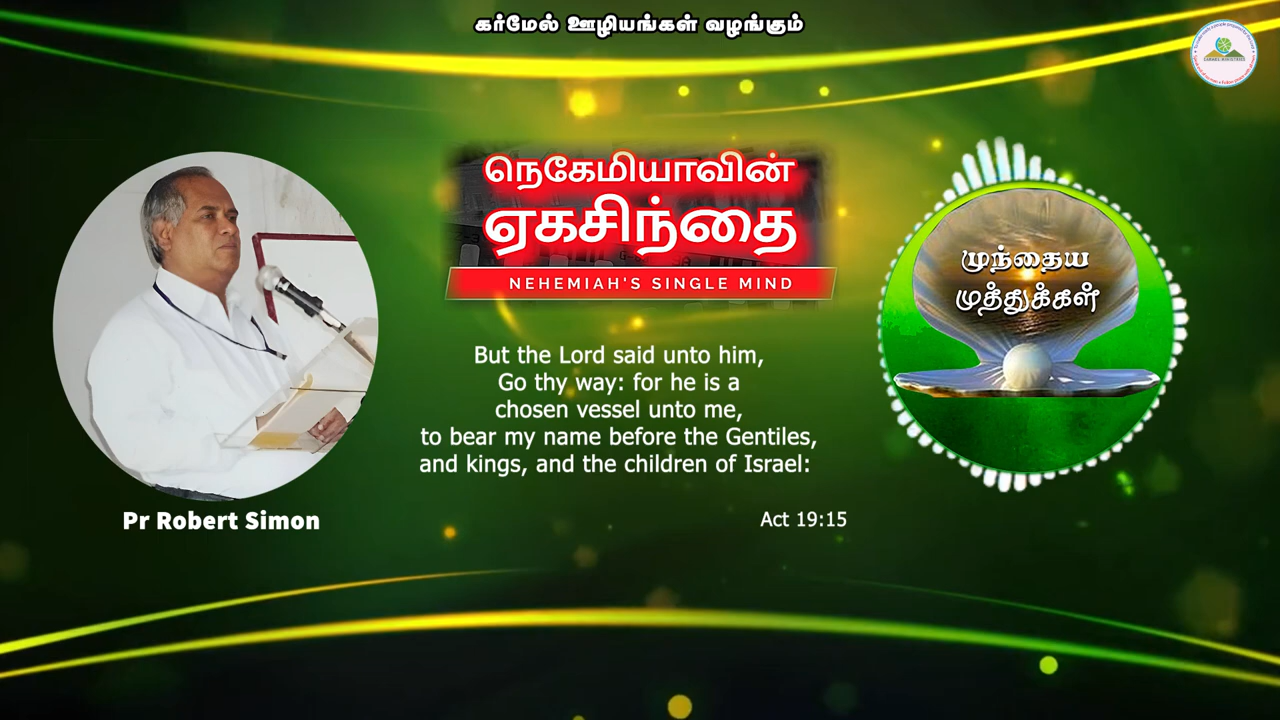 கர்மேல் ஊழியங்கள் வழங்கும்
நெகேமியாவின்
ஏகசிந்தை
NEHEMIAH'S SINGLE MIND
But the Lord said unto him,
Go thy way: for he is a
chosen vessel unto me,
to bear my name before the Gentiles,
and kings, and the children of Israel:
Act 19:15
Pr Robert Simon
முந்தைய
முத்துக்கள்
CARMEL MINISTRIES